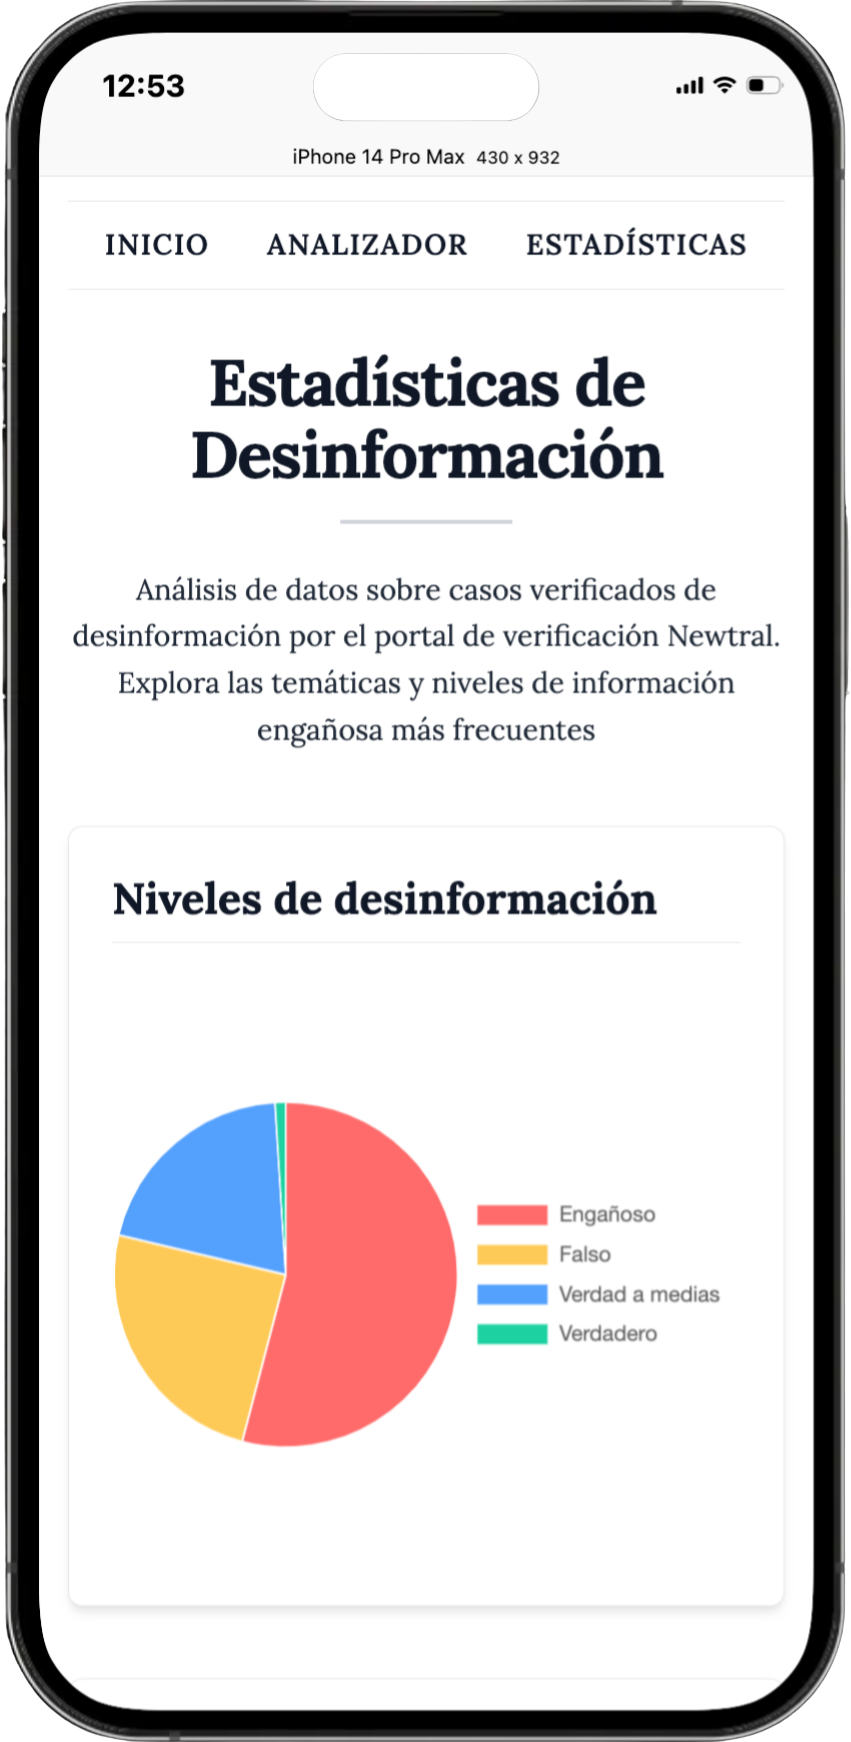 12:53
iPhone 14 Pro Max 430 x 932
INICIO ANALIZADOR ESTADÍSTICAS
Estadísticas de
Desinformación
Análisis de datos sobre casos verificados de
desinformación por el portal de verificación Newtral.
Explora las temáticas y niveles de información
engañosa más frecuentes
Niveles de desinformación
Engañoso
Falso
Verdad a medias
Verdadero